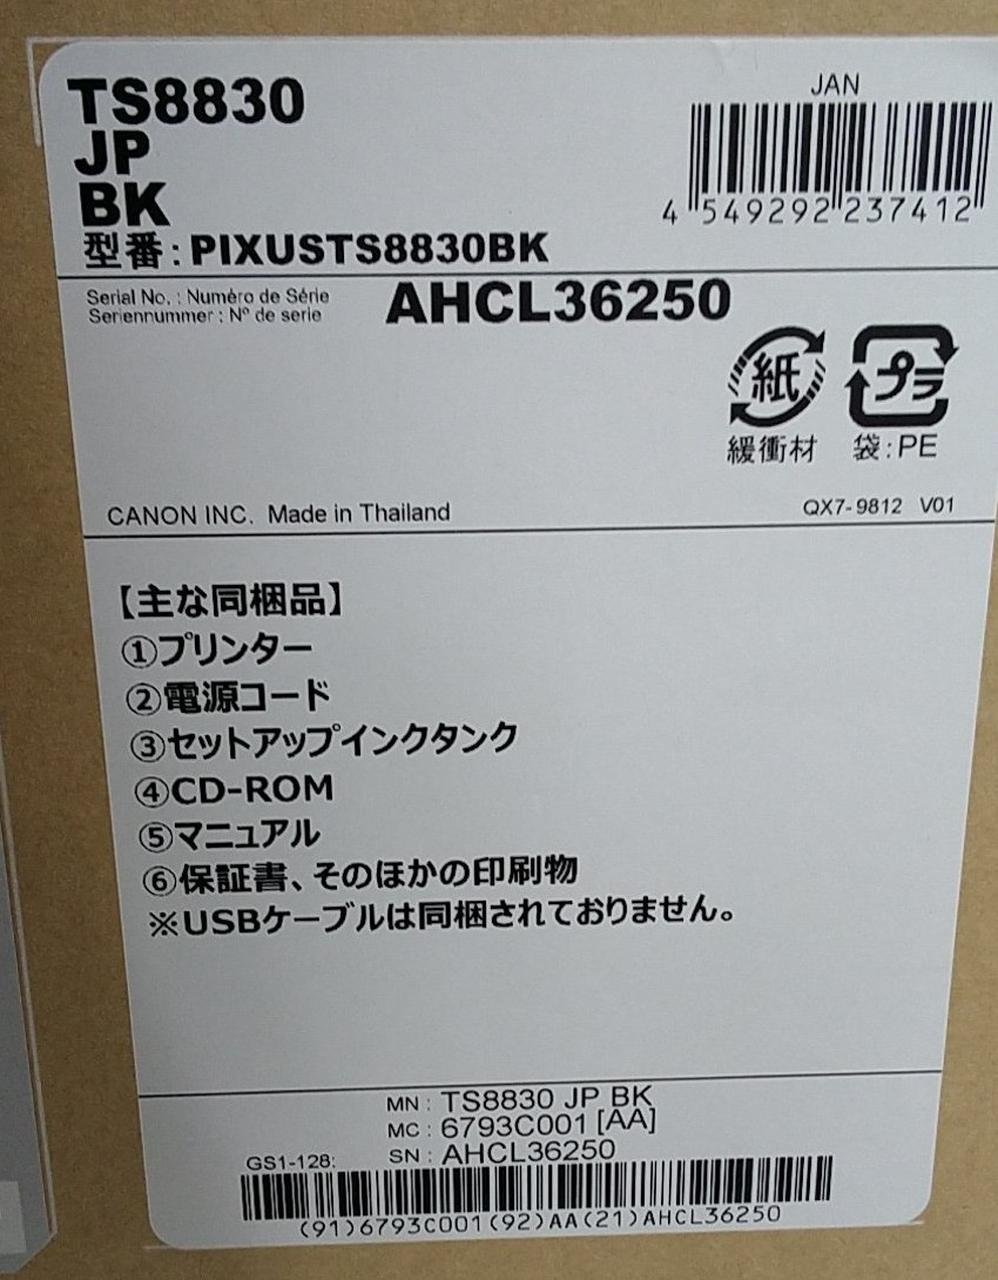 TS8830
JP
BK
型番:PIXUSTS8830BK
JAN
4 549292 237412
Serial No. : Numéro de Série
Seriennummer : Nº de serie
AHCL36250
紙
プラ
緩衝材
袋:PE
CANON INC. Made in Thailand
QX7-9812 V01
【主な同梱品】
①プリンター
②電源コード
③セットアップインクタンク
④CD-ROM
⑤マニュアル
⑥保証書、そのほかの印刷物
※USBケーブルは同梱されておりません。
MN : TS8830 JP BK
MC : 6793C001 [AA]
SN : AHCL36250
GS1-128:
(91)6793C001(92)AA(21)AHCL36250